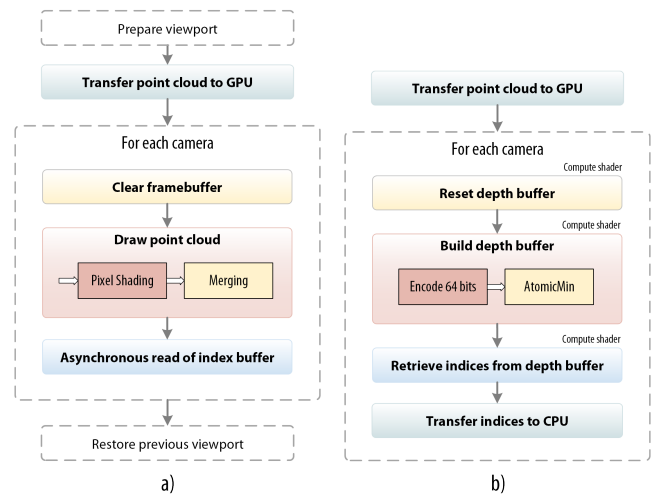 Prepare viewport
Transfer point cloud to GPU
For each camera
Clear framebuffer
Draw point cloud
Pixel Shading
Merging
Asynchronous read of index buffer
Restore previous viewport
a)
Transfer point cloud to GPU
For each camera
Compute shader
Reset depth buffer
Compute shader
Build depth buffer
Encode 64 bits
AtomicMin
Compute shader
Retrieve indices from depth buffer
Transfer indices to CPU
b)